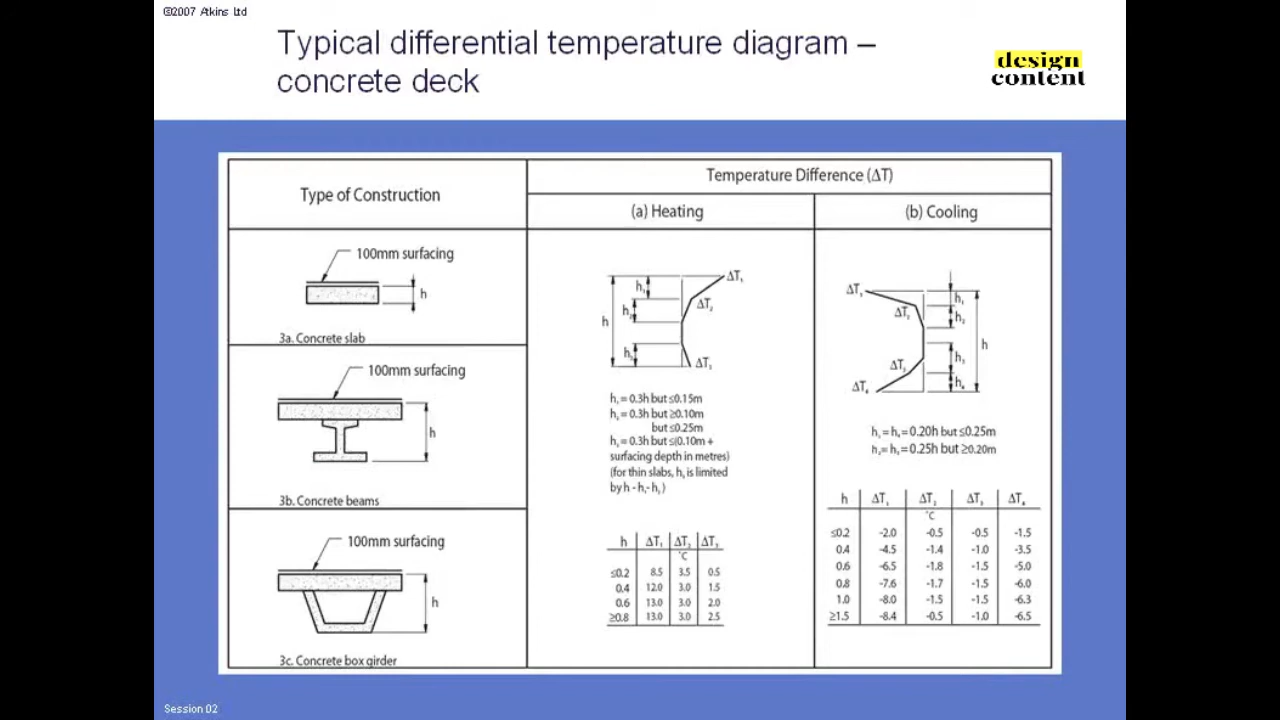 ©2007 Atkins Ltd
Typical differential temperature diagram –
concrete deck
design
content
Type of Construction
Temperature Difference (ΔT)
(a) Heating
(b) Cooling
100mm surfacing
h
3a. Concrete slab
100mm surfacing
h
3b. Concrete beams
100mm surfacing
h
3c. Concrete box girder
h
h₁
h₂
h₃
ΔT₁
ΔT₂
ΔT₃
h₁ = 0.3h but ≤0.15m
h₂ = 0.3h but ≥0.10m
but ≤0.25m
h₃ = 0.3h but ≤(0.10m +
surfacing depth in metres)
(for thin slabs, h₃ is limited
by h - h₁ - h₂)
h ΔT₁ ΔT₂ ΔT₃
°C
≤0.2 8.5 3.5 0.5
0.4 12.0 3.0 1.5
0.6 13.0 3.0 2.0
≥0.8 13.0 3.0 2.5
ΔT₁
ΔT₂
ΔT₃
ΔT₄
h₁
h₂
h₃
h₄
h
h₁ = h₄ = 0.20h but ≤0.25m
h₂ = h₃ = 0.25h but ≥0.20m
h ΔT₁ ΔT₂ ΔT₃ ΔT₄
°C
≤0.2 -2.0 -0.5 -0.5 -1.5
0.4 -4.5 -1.4 -1.0 -3.5
0.6 -6.5 -1.8 -1.5 -5.0
0.8 -7.6 -1.7 -1.5 -6.0
1.0 -8.0 -1.5 -1.5 -6.3
≥1.5 -8.4 -0.5 -1.0 -6.5
Session 02